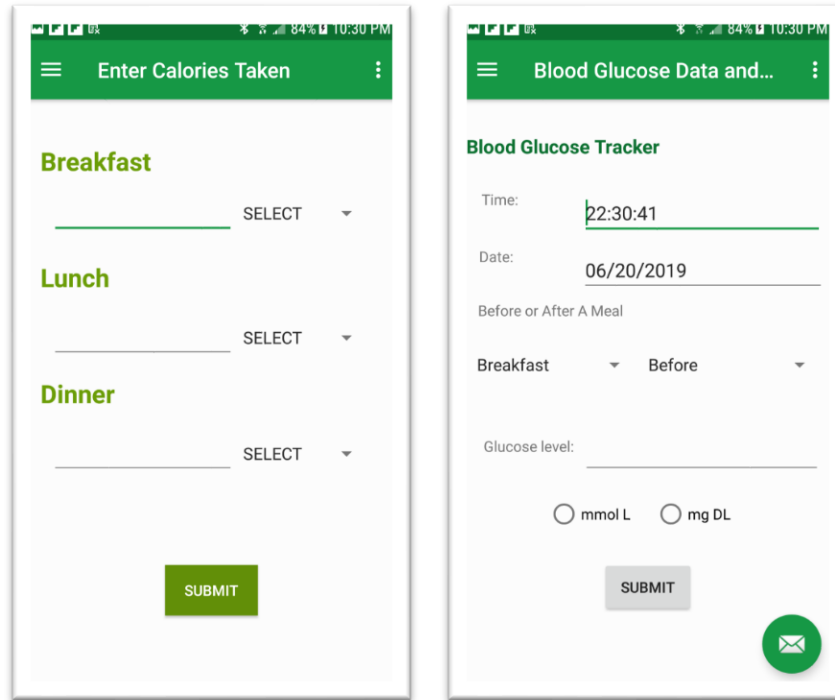 84% 10:30 PM
Enter Calories Taken
Breakfast
SELECT
Lunch
SELECT
Dinner
SELECT
SUBMIT
84% 10:30 PM
Blood Glucose Data and...
Blood Glucose Tracker
Time:
22:30:41
Date:
06/20/2019
Before or After A Meal
Breakfast Before
Glucose level:
mmol L mg DL
SUBMIT